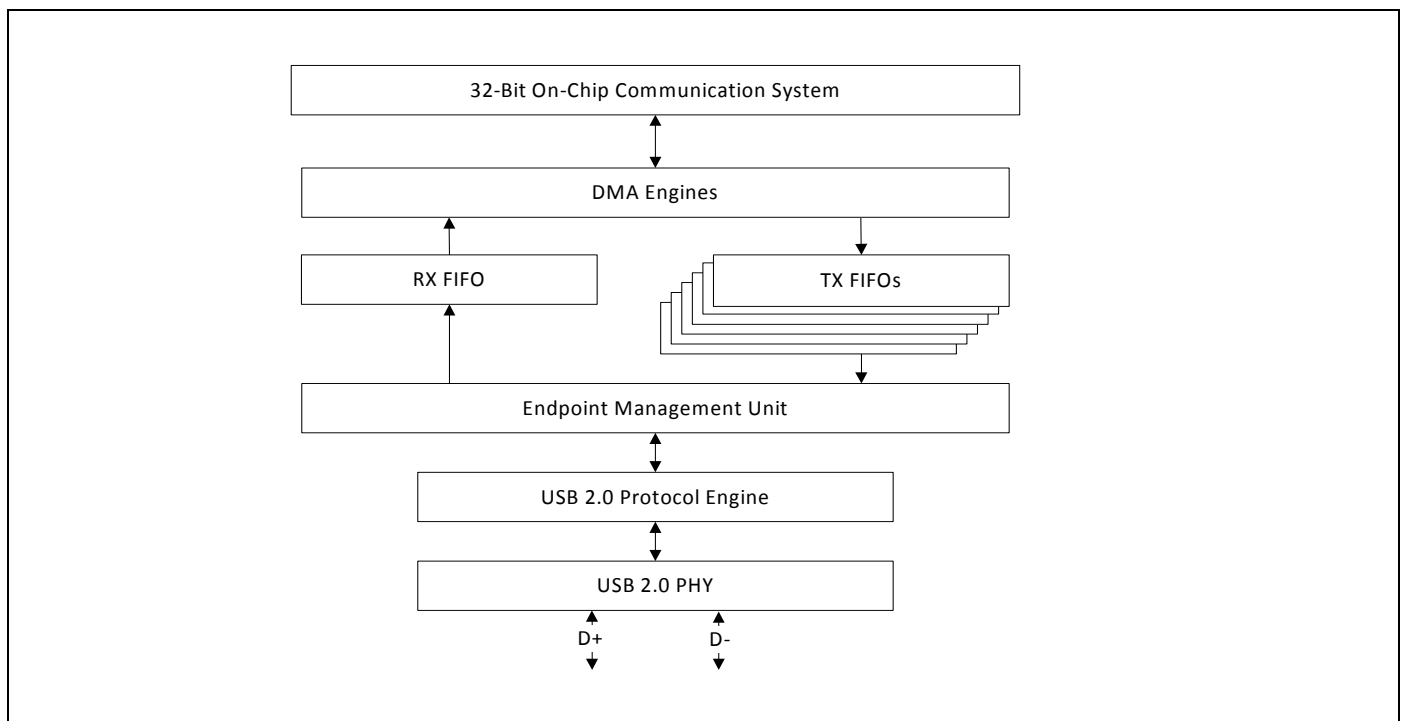 32-Bit On-Chip Communication System
DMA Engines
RX FIFO
TX FIFOs
Endpoint Management Unit
USB 2.0 Protocol Engine
USB 2.0 PHY
D+
D-